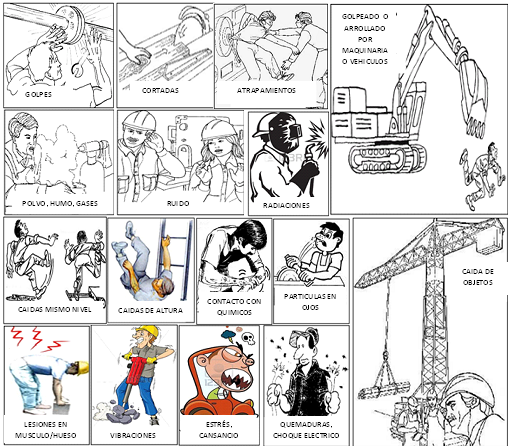 GOLPES
CORTADAS
ATRAPAMIENTOS
GOLPEADO O
ARROLLADO
POR
MAQUINARIA
O VEHICULOS
POLVO, HUMO, GASES
RUIDO
RADIACIONES
CAIDAS MISMO NIVEL
CAIDAS DE ALTURA
CONTACTO CON
QUIMICOS
PARTICULAS EN
OJOS
CAIDA DE
OBJETOS
LESIONES EN
MUSCULO/HUESO
VIBRACIONES
ESTRÉS,
CANSANCIO
QUEMADURAS,
CHOQUE ELECTRICO